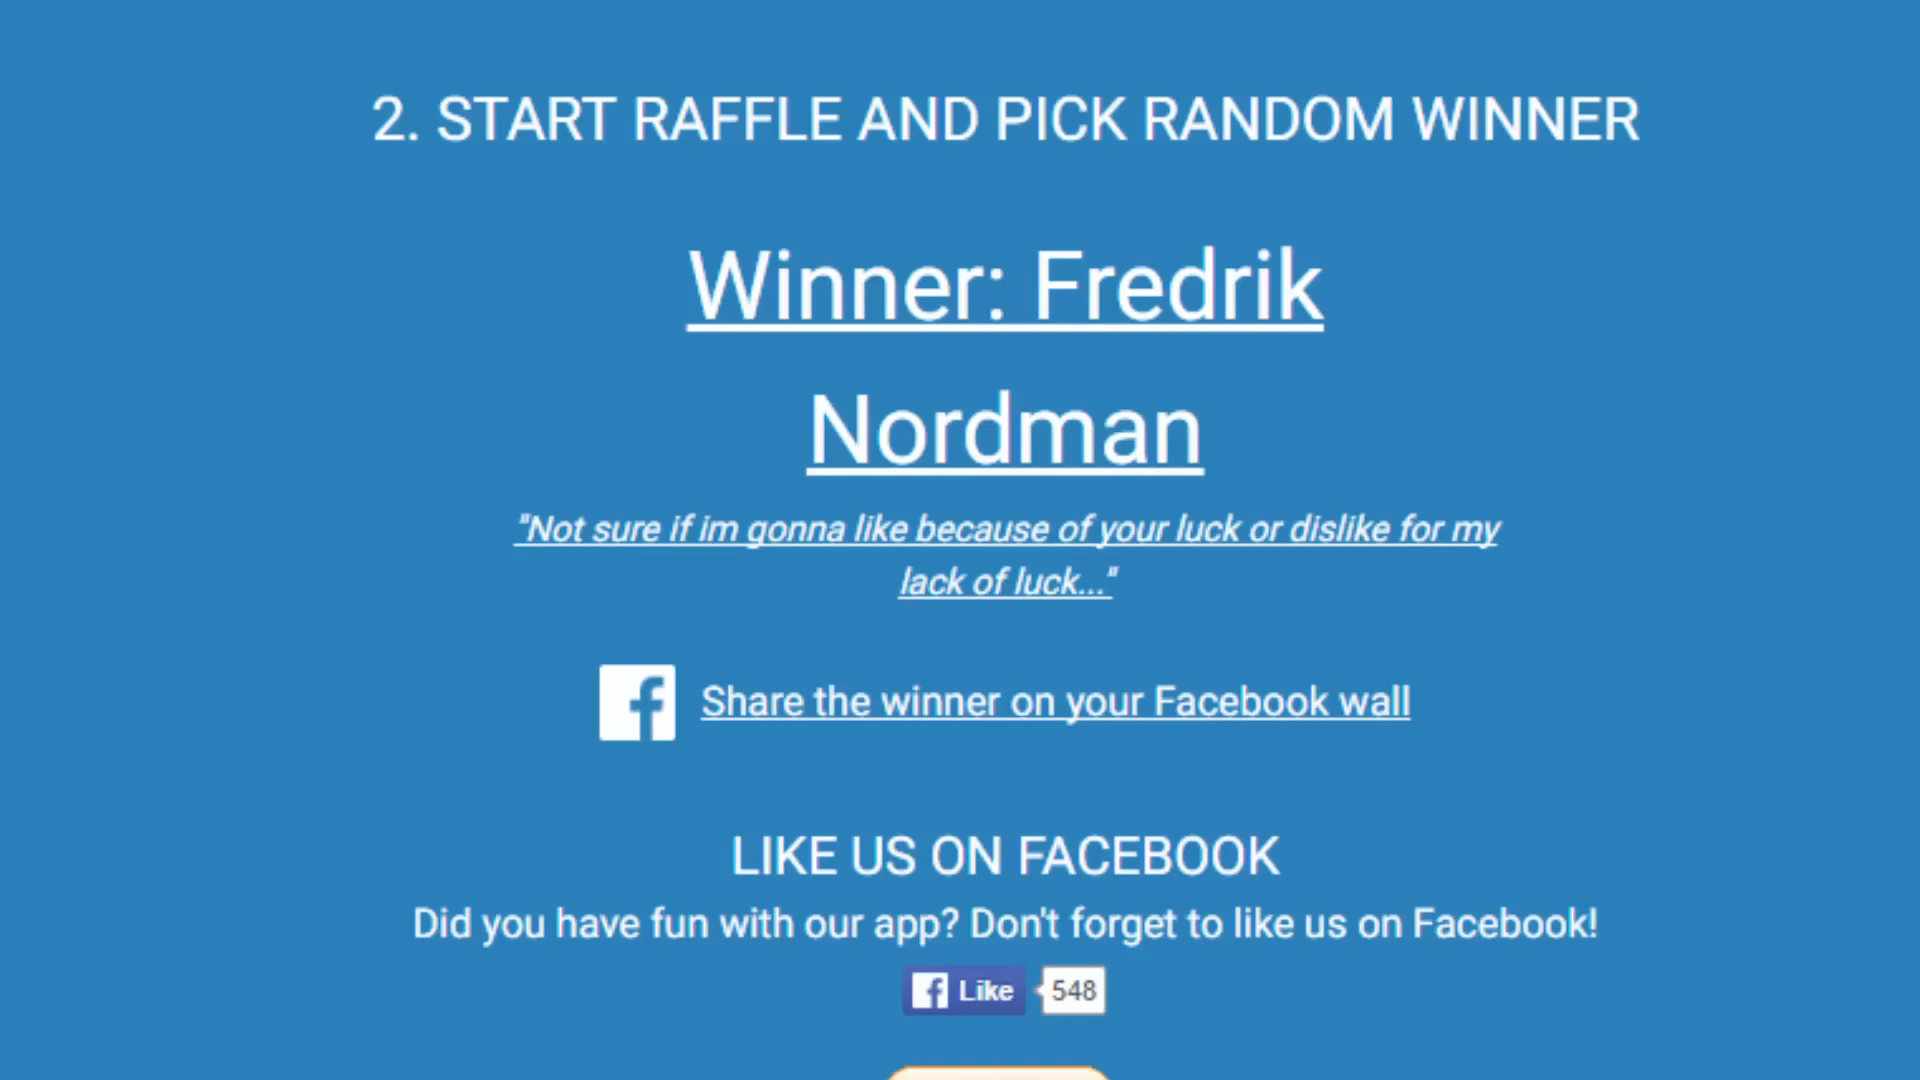 2. START RAFFLE AND PICK RANDOM WINNER
Winner: Fredrik
Nordman
"Not sure if im gonna like because of your luck or dislike for my
lack of luck..."
Share the winner on your Facebook wall
LIKE US ON FACEBOOK
Did you have fun with our app? Don't forget to like us on Facebook!
Like 548